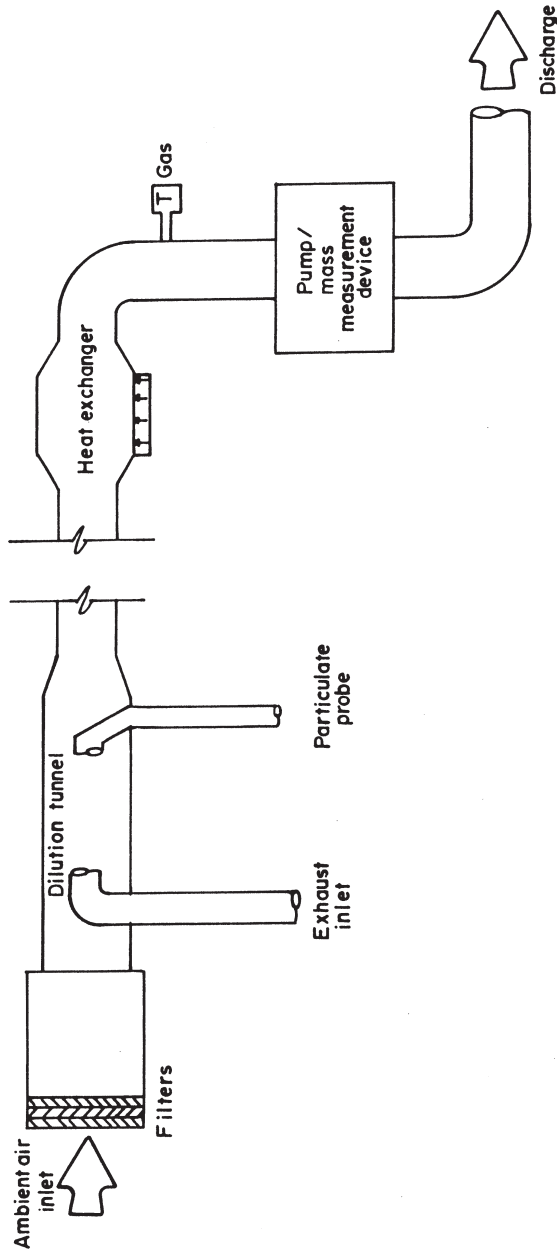 Ambient air
inlet
Filters
Dilution tunnel
Exhaust
inlet
Particulate
probe
Heat exchanger
T
Gas
Pump/
mass
measurement
device
Discharge